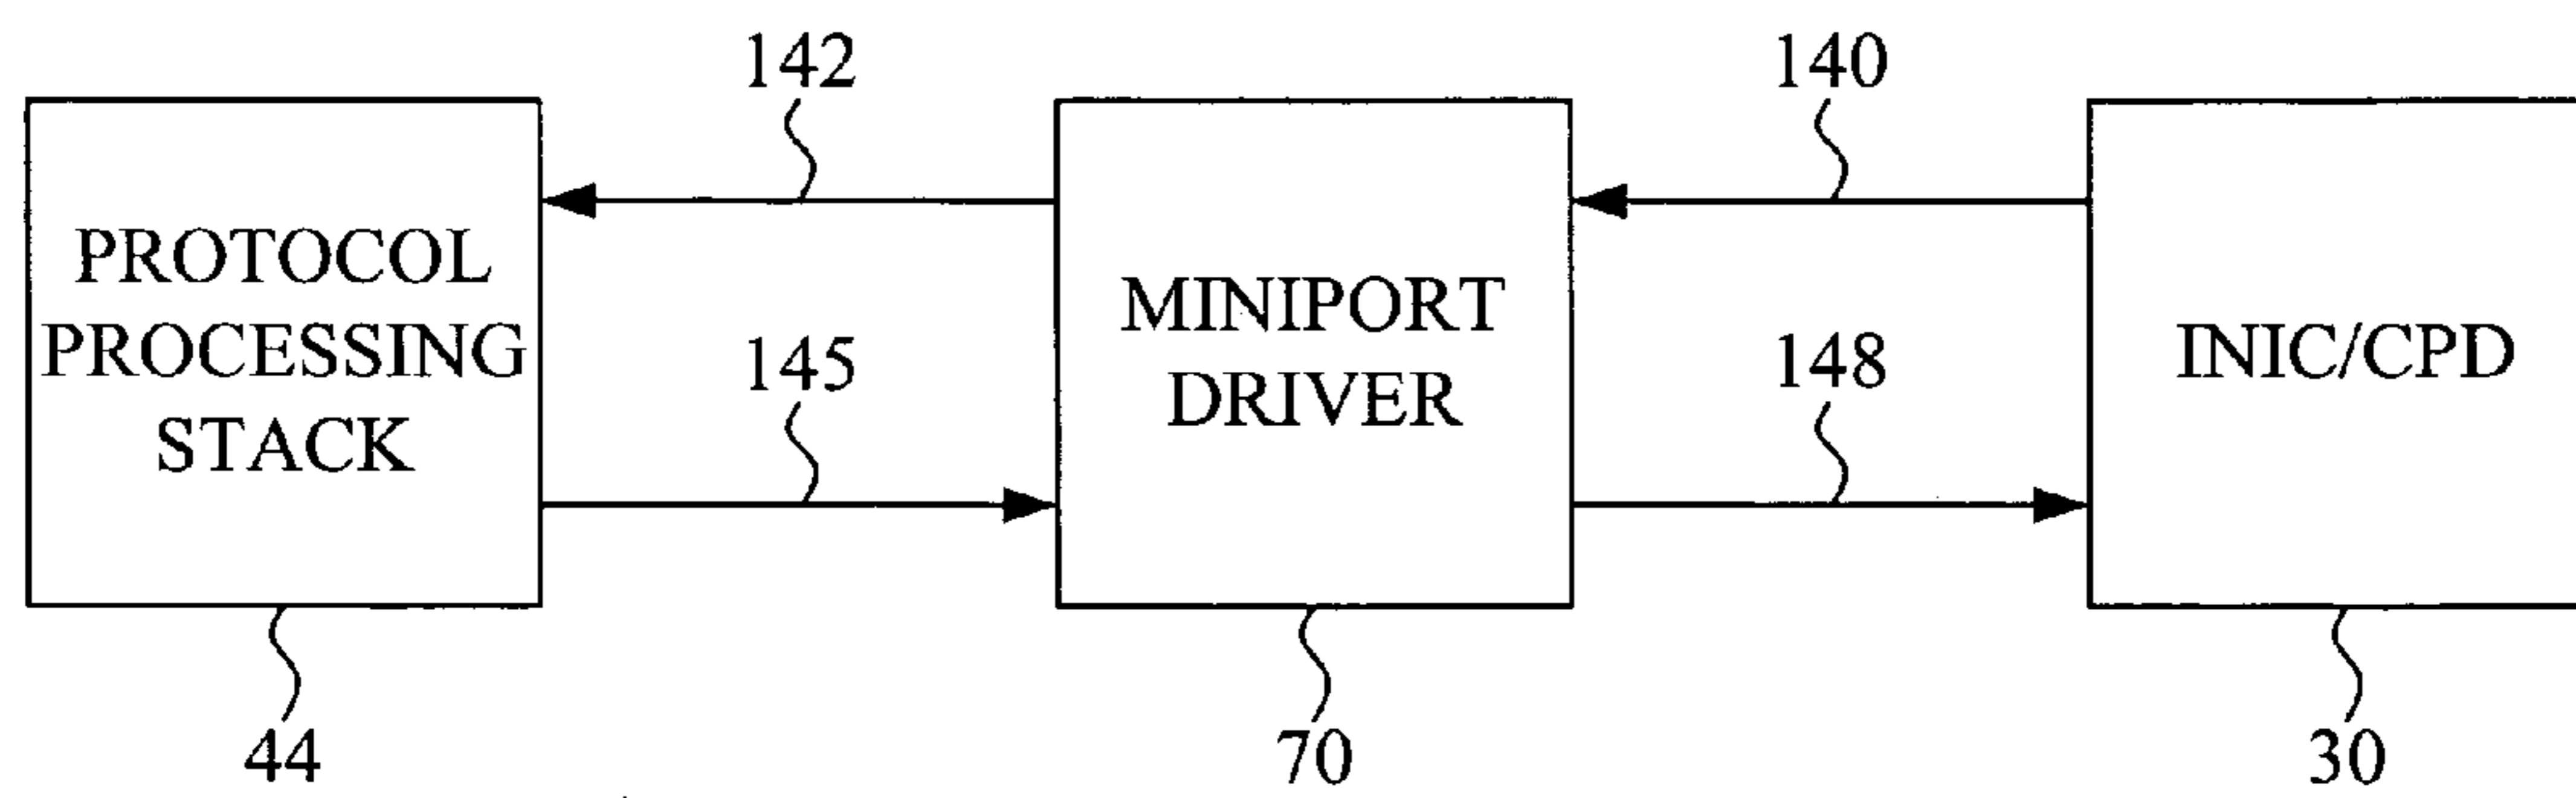 142
140
PROTOCOL
PROCESSING
STACK
MINIPORT
DRIVER
INIC/CPD
145
148
44
70
30